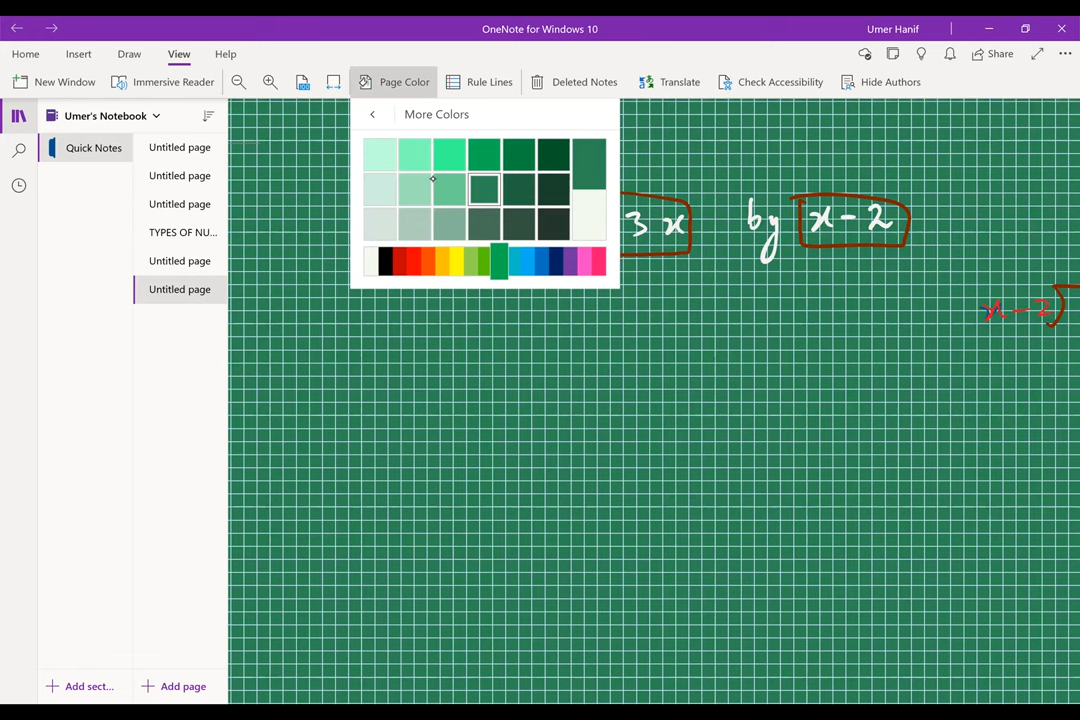 OneNote for Windows 10
Umer Hanif
Home Insert Draw View Help
Share
New Window Immersive Reader 100 Page Color Rule Lines Deleted Notes Translate Check Accessibility Hide Authors
Umer's Notebook
More Colors
Quick Notes
Untitled page
Untitled page
Untitled page
TYPES OF NU...
Untitled page
Untitled page
3x by x-2
x-2
Add sect...
Add page